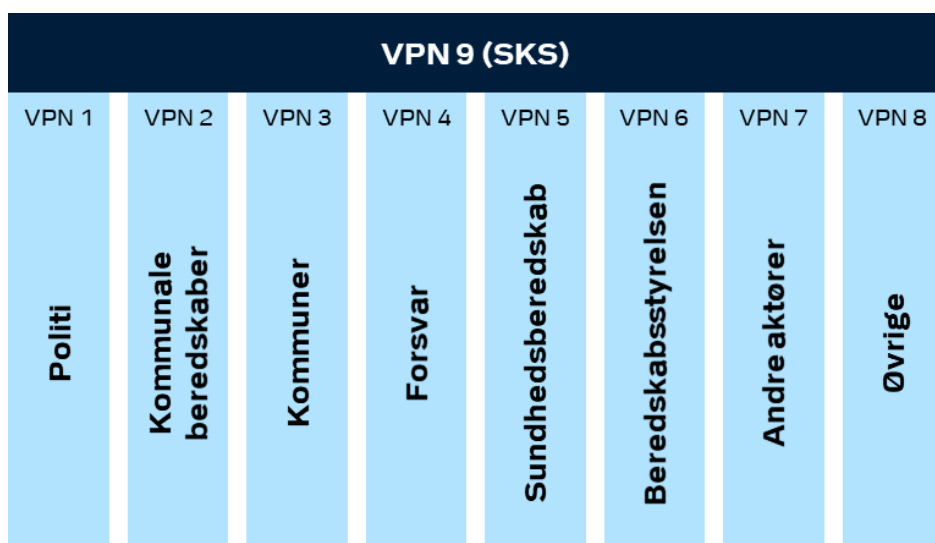 VPN 9 (SKS)
VPN 1
VPN 2
VPN 3
VPN 4
VPN 5
VPN 6
VPN 7
VPN 8
Politi
Kommunale
beredskaber
Kommuner
Forsvar
Sundhedsberedskab
Beredskabsstyrelsen
Andre aktører
Øvrige